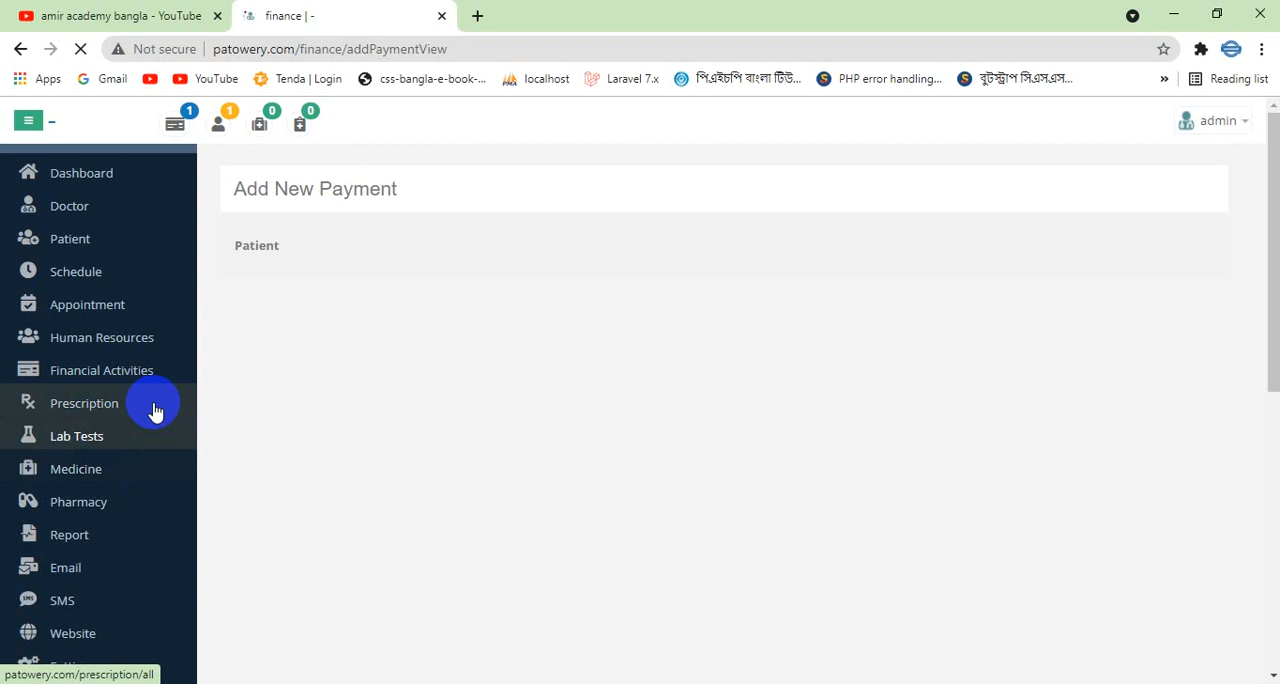 amir academy bangla - YouTube
finance | -
Not secure
patowery.com/finance/addPaymentView
Apps
Gmail
YouTube
Tenda | Login
css-bangla-e-book-...
localhost
Laravel 7.x
পিএইচপি বাংলা টিউ...
PHP error handling...
বুটস্ট্রাপ সিএসএস...
»
Reading list
1
1
0
0
admin
Dashboard
Doctor
Patient
Schedule
Appointment
Human Resources
Financial Activities
Prescription
Lab Tests
Medicine
Pharmacy
Report
Email
SMS
Website
patowery.com/prescription/all
Add New Payment
Patient